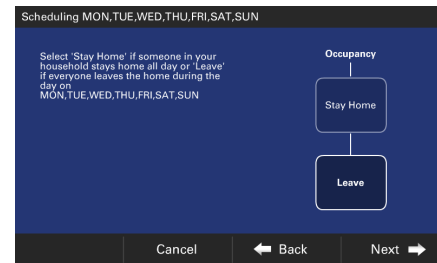 Scheduling MON,TUE,WED,THU,FRI,SAT,SUN
Select 'Stay Home' if someone in your
household stays home all day or 'Leave'
if everyone leaves the home during the
day on
MON,TUE,WED,THU,FRI,SAT,SUN
Occupancy
Stay Home
Leave
Cancel
Back
Next